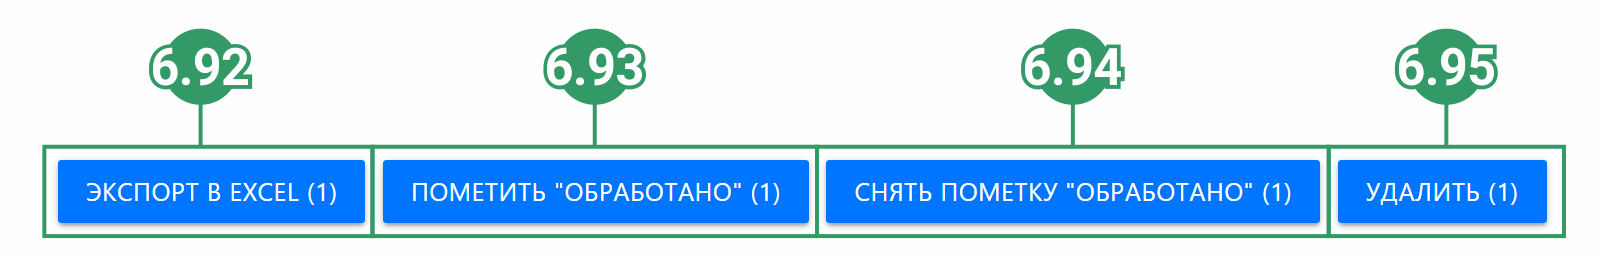 6.92 6.93 6.94 6.95
ЭКСПОРТ В EXCEL (1) ПОМЕТИТЬ "ОБРАБОТАНО" (1) СНЯТЬ ПОМЕТКУ "ОБРАБОТАНО" (1) УДАЛИТЬ (1)